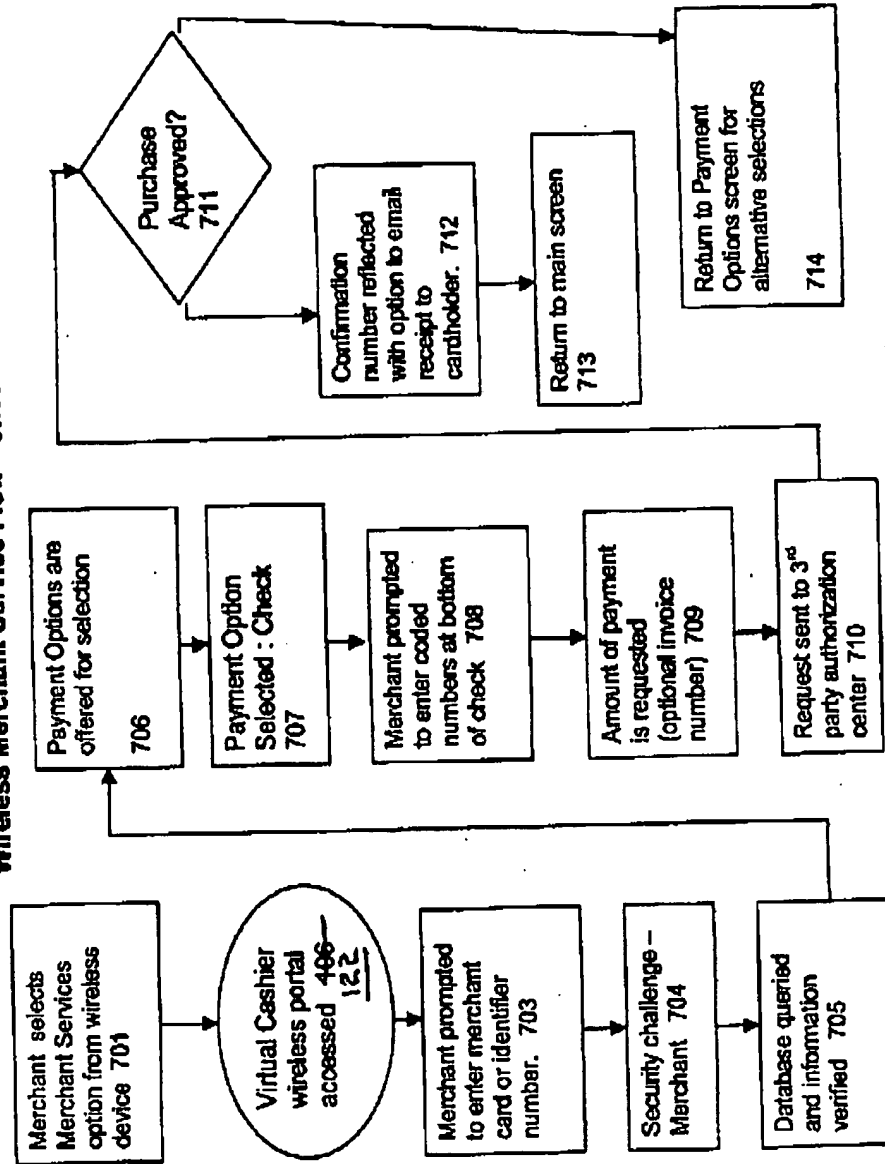 Wireless Merchant Service Flow
Merchant selects
Merchant Services
option from wireless
device 701
Virtual Cashier
wireless portal
accessed 406
122
Merchant prompted
to enter merchant
card or identifier
number. 703
Security challenge –
Merchant 704
Database queried
and information
verified 705
Payment Options are
offered for selection
706
Payment Option
Selected : Check
707
Merchant prompted
to enter coded
numbers at bottom
of check 708
Amount of payment
is requested
(optional invoice
number) 709
Request sent to 3rd
party authorization
center 710
Purchase
Approved?
711
Confirmation
number reflected
with option to email
receipt to
cardholder. 712
Return to main screen
713
Return to Payment
Options screen for
alternative selections
714